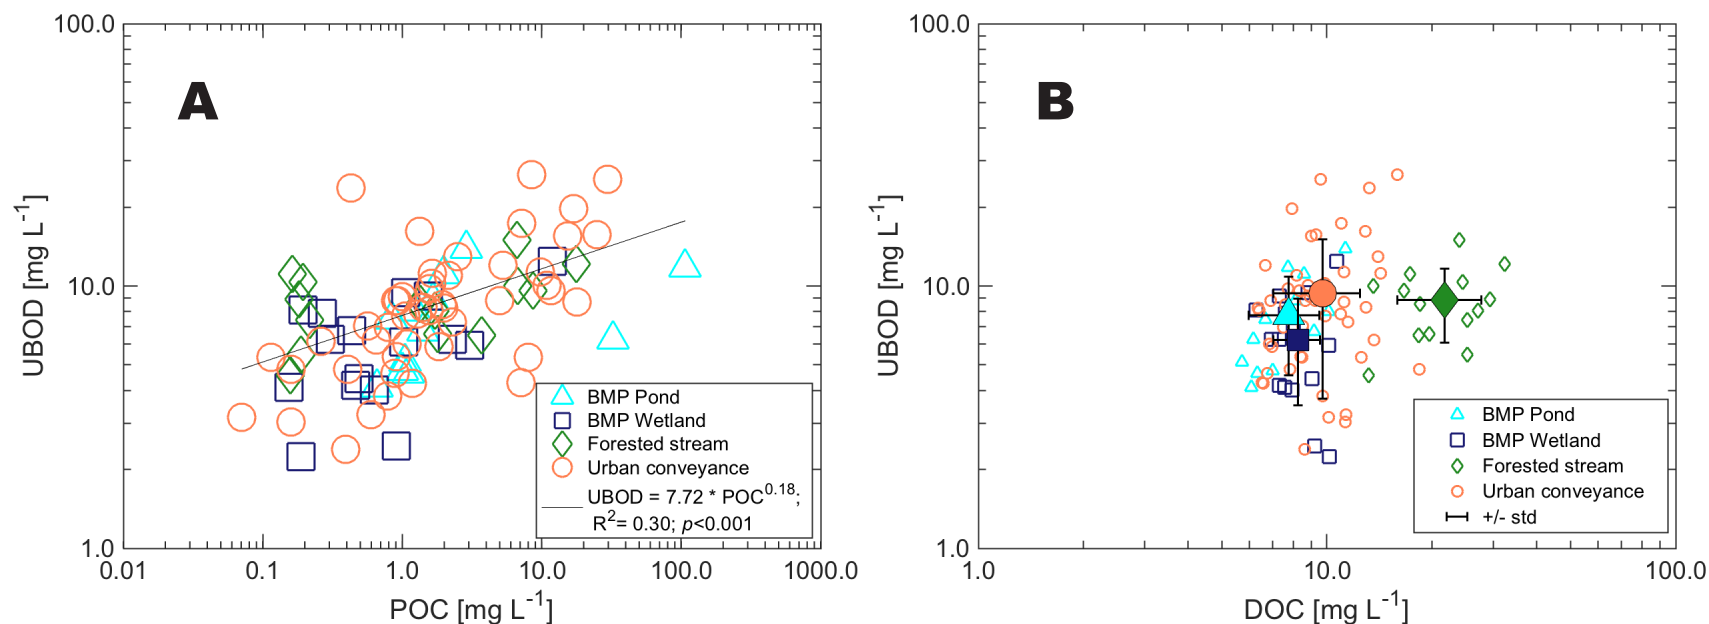 A
UBOD [mg L⁻¹]
100.0
10.0
1.0
0.01 0.1 1.0 10.0 100.0 1000.0
POC [mg L⁻¹]
BMP Pond
BMP Wetland
Forested stream
Urban conveyance
UBOD = 7.72 * POC⁰·¹⁸;
R²= 0.30; p<0.001
B
UBOD [mg L⁻¹]
100.0
10.0
1.0
1.0 10.0 100.0
DOC [mg L⁻¹]
BMP Pond
BMP Wetland
Forested stream
Urban conveyance
+/- std